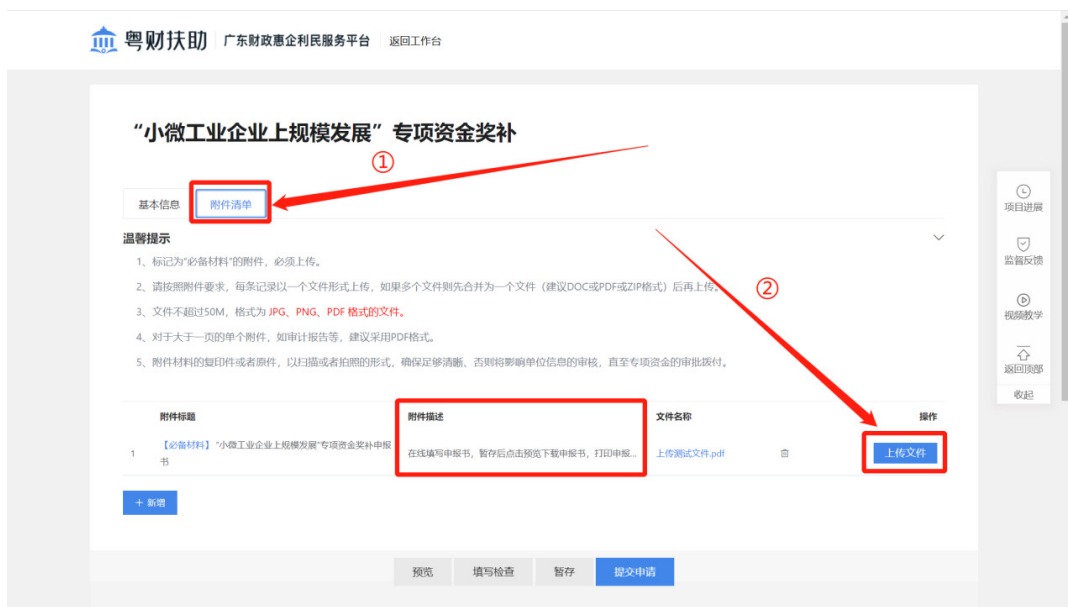 粤财扶助 广东财政惠企利民服务平台 返回工作台
“小微工业企业上规模发展”专项资金奖补
①
基本信息 附件清单
温馨提示
1、标记为“必备材料”的附件，必须上传。
2、请按照附件要求，每条记录以一个文件形式上传，如果多个文件则先合并为一个文件（建议DOC或PDF或ZIP格式）后再上传。
②
3、文件不超过50M，格式为 JPG、PNG、PDF 格式的文件。
4、对于大于一页的单个附件，如审计报告等，建议采用PDF格式。
5、附件材料的复印件或者原件，以扫描或者拍照的形式，确保足够清晰、否则将影响单位信息的审核，直至专项资金的审批拨付。
附件标题 附件描述 文件名称 操作
1 【必备材料】“小微工业企业上规模发展”专项资金奖补申报
书
在线填写申报书，暂存后点击预览下载申报书，打印申报... 上传测试文件.pdf 上传文件
+ 新增
预览 填写检查 暂存 提交申请
项目进展
监督反馈
视频教学
返回顶部
收起